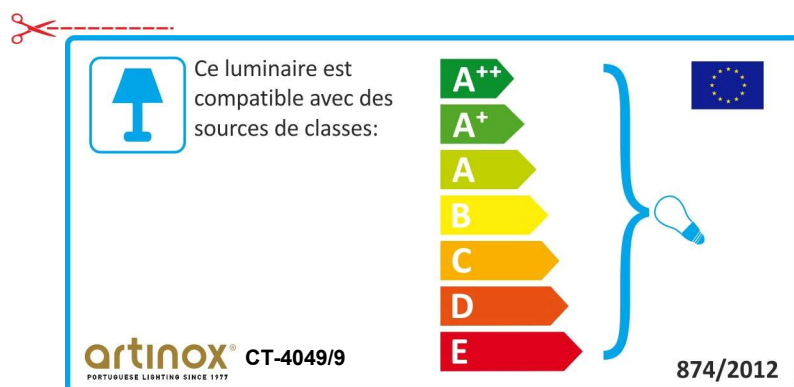 Ce luminaire est
compatible avec des
sources de classes:
A++
A+
A
B
C
D
E
artinox® CT-4049/9
PORTUGUESE LIGHTING SINCE 1977
874/2012